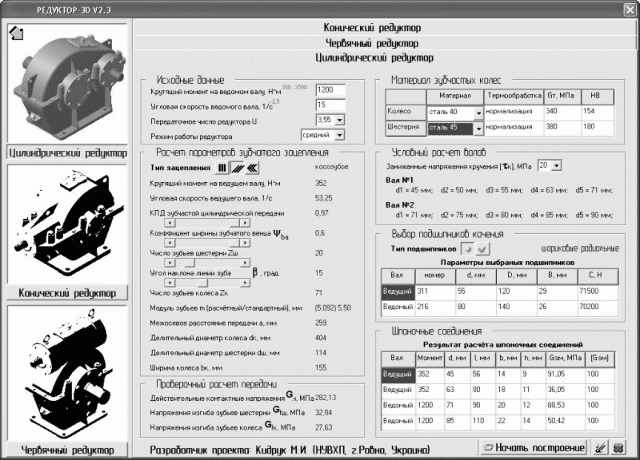 РЕДУКТОР-3D V2.3
Конический редуктор
Червячный редуктор
Цилиндрический редуктор
Цилиндрический редуктор
Конический редуктор
Червячный редуктор
Исходные данные
Крутящий момент на ведомом валу, Н*м 1200
Угловая скорость ведомого вала, 1/с 15
Передаточное число редуктора U 3,55
Режим работы редуктора средний
Расчет параметров зубчатого зацепления
Тип зацепления косозубое
Крутящий момент на ведущем валу, Н*м 352
Угловая скорость ведущего вала, 1/с 53,25
КПД зубчатой цилиндрической передачи 0,97
Коэффициент ширины зубчатого венца Ψba 0,6
Число зубьев шестерни Zш 20
Угол наклона линии зуба β, град. 15
Число зубьев колеса Zк 71
Модуль зубьев m (расчётный/стандартный), мм (5,092) 5,50
Межосевое расстояние передачи a, мм 259
Делительный диаметр колеса dк, мм 404
Делительный диаметр шестерни dш, мм 114
Ширина колеса bк, мм 155
Проверочный расчет передачи
Действительные контактные напряжения Gн, МПа 282,13
Напряжения изгиба зубьев шестерни Gfш, МПа 32,84
Напряжения изгиба зубьев колеса Gfк, МПа 27,63
Материал зубчастых колес
Материал Термообработка Gт, МПа НВ
Колесо сталь 40 нормализация 340 154
Шестерня сталь 45 нормализация 380 180
Условный расчет валов
Заниженные напряжения кручения [τк], МПа 20
Вал №1
d1 = 45 мм; d2 = 50 мм; d3 = 55 мм; d4 = 63 мм; d5 = 71 мм;
Вал №2
d1 = 71 мм; d2 = 75 мм; d3 = 80 мм; d4 = 85 мм; d5 = 90 мм;
Выбор подшипников качения
Тип подшипников шариковые радиальные
Параметры выбраных подшипников
Вал номер d, мм D, мм B, мм C, Н
Ведущий 311 55 120 29 71500
Ведомый 216 80 140 26 70200
Шпоночные соединения
Результат расчёта шпоночных соединений
Вал Момент d, мм l, мм b, мм h, мм Gзм, МПа [Gзм]
Ведущий 352 45 56 14 9 91,05 100
Ведущий 352 63 80 18 11 36,05 100
Ведомый 1200 71 90 20 12 88,53 100
Ведомый 1200 85 110 22 14 50,42 100
Разработчик проекта: Кидрук М.И. (НУВХП, г.Ровно, Украина)
Начать построение